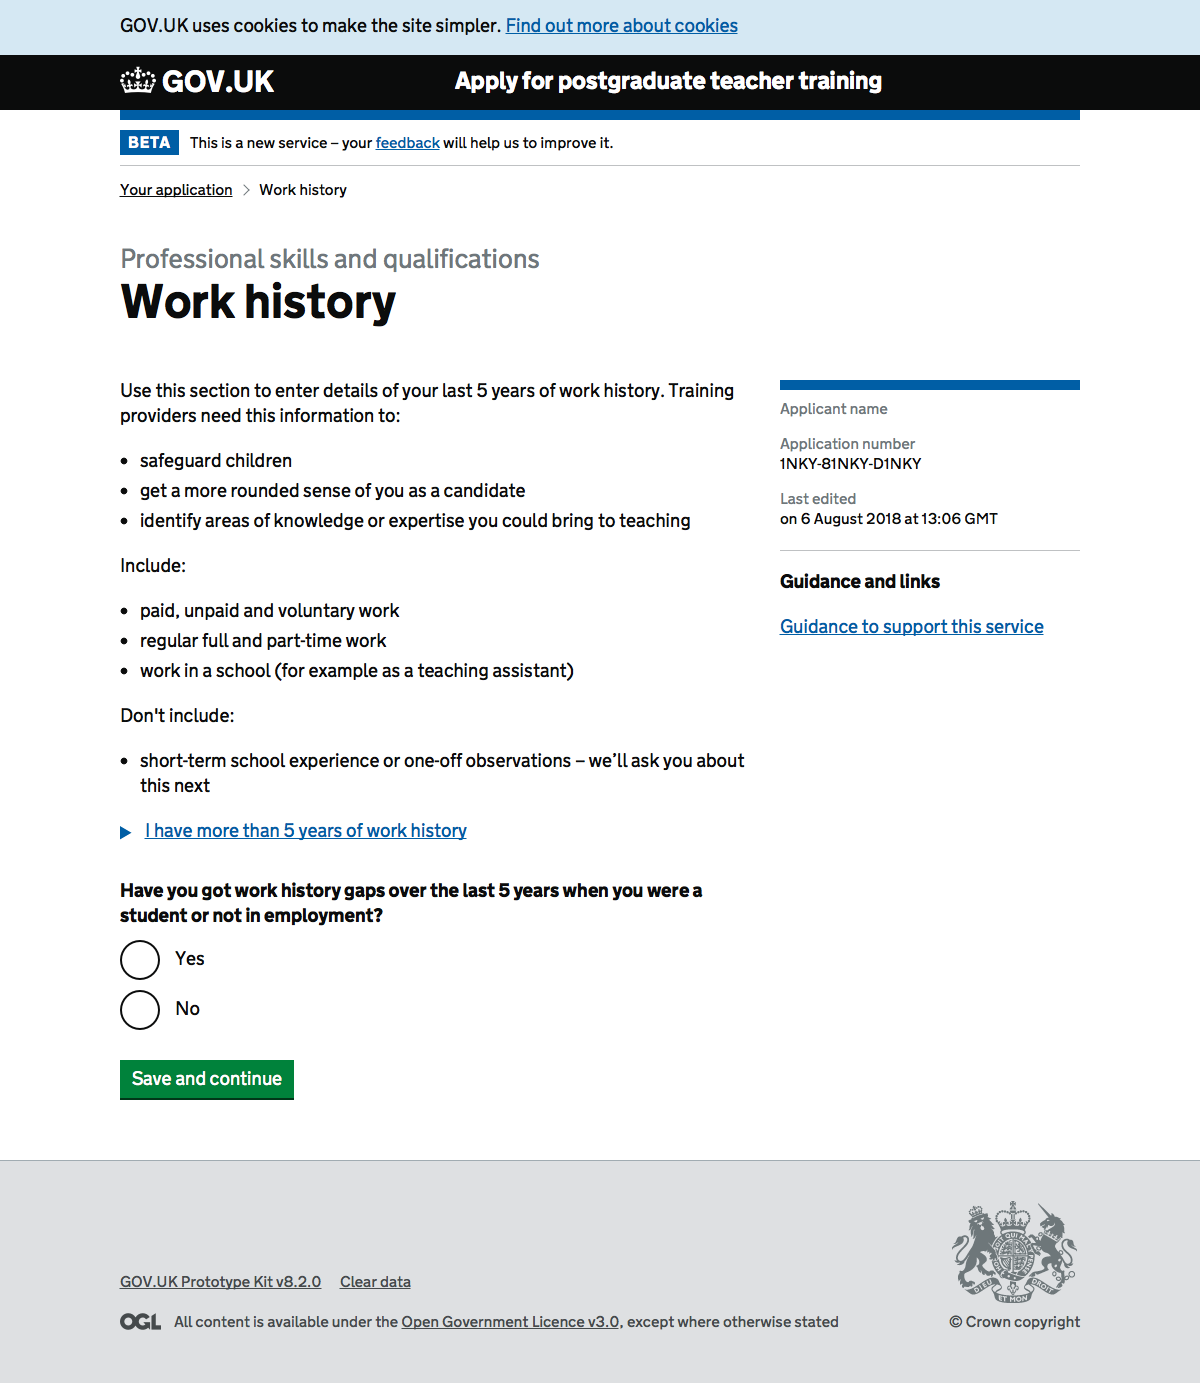 GOV.UK uses cookies to make the site simpler. Find out more about cookies
GOV.UK
Apply for postgraduate teacher training
BETA This is a new service – your feedback will help us to improve it.
Your application > Work history
Professional skills and qualifications
Work history
Use this section to enter details of your last 5 years of work history. Training
providers need this information to:
• safeguard children
• get a more rounded sense of you as a candidate
• identify areas of knowledge or expertise you could bring to teaching
Include:
• paid, unpaid and voluntary work
• regular full and part-time work
• work in a school (for example as a teaching assistant)
Don't include:
• short-term school experience or one-off observations – we’ll ask you about
this next
I have more than 5 years of work history
Have you got work history gaps over the last 5 years when you were a
student or not in employment?
Yes
No
Save and continue
Applicant name
Application number
1NKY-81NKY-D1NKY
Last edited
on 6 August 2018 at 13:06 GMT
Guidance and links
Guidance to support this service
GOV.UK Prototype Kit v8.2.0 Clear data
OGL All content is available under the Open Government Licence v3.0, except where otherwise stated
DIEU ET MON DROIT
© Crown copyright